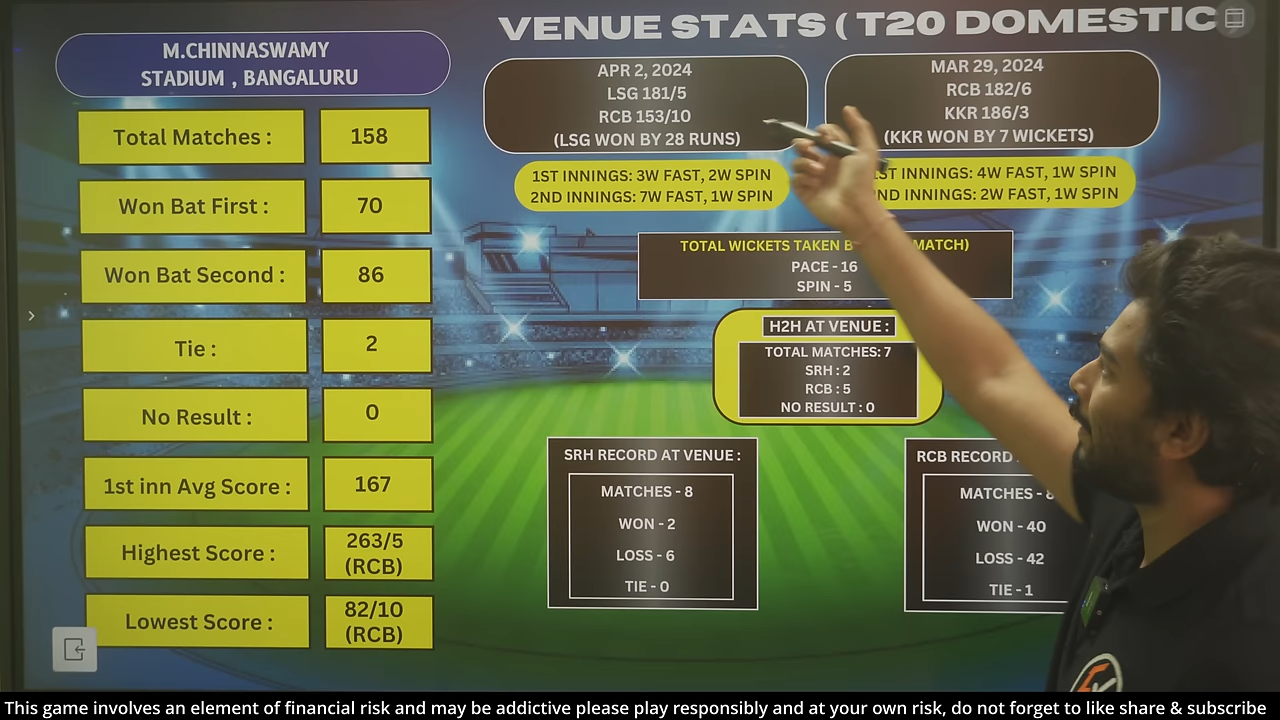 VENUE STATS ( T20 DOMESTIC
M.CHINNASWAMY
STADIUM , BANGALURU
Total Matches :
158
Won Bat First :
70
Won Bat Second :
86
Tie :
2
No Result :
0
1st inn Avg Score :
167
Highest Score :
263/5
(RCB)
Lowest Score :
82/10
(RCB)
APR 2, 2024
LSG 181/5
RCB 153/10
(LSG WON BY 28 RUNS)
1ST INNINGS: 3W FAST, 2W SPIN
2ND INNINGS: 7W FAST, 1W SPIN
MAR 29, 2024
RCB 182/6
KKR 186/3
(KKR WON BY 7 WICKETS)
INNINGS: 4W FAST, 1W SPIN
INNINGS: 2W FAST, 1W SPIN
TOTAL WICKETS TAKEN MATCH)
PACE - 16
SPIN - 5
H2H AT VENUE :
TOTAL MATCHES: 7
SRH : 2
RCB : 5
NO RESULT : 0
SRH RECORD AT VENUE :
MATCHES - 8
WON - 2
LOSS - 6
TIE - 0
RCB RECORD
MATCHES -
WON - 40
LOSS - 42
TIE - 1
This game involves an element of financial risk and may be addictive please play responsibly and at your own risk, do not forget to like share & subscribe